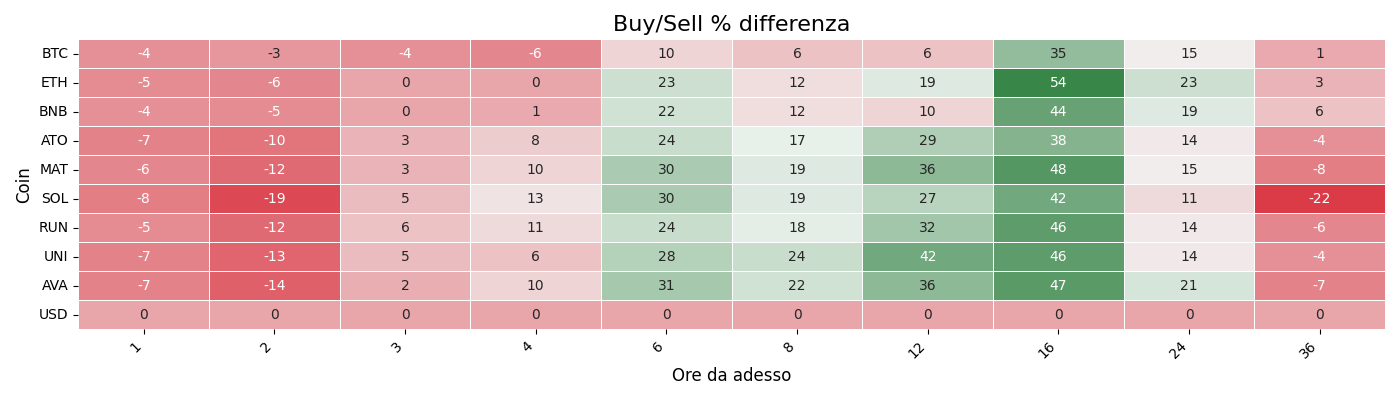 Buy/Sell % differenza
Coin
BTC -4 -3 -4 -6 10 6 6 35 15 1
ETH -5 -6 0 0 23 12 19 54 23 3
BNB -4 -5 0 1 22 12 10 44 19 6
ATO -7 -10 3 8 24 17 29 38 14 -4
MAT -6 -12 3 10 30 19 36 48 15 -8
SOL -8 -19 5 13 30 19 27 42 11 -22
RUN -5 -12 6 11 24 18 32 46 14 -6
UNI -7 -13 5 6 28 24 42 46 14 -4
AVA -7 -14 2 10 31 22 36 47 21 -7
USD 0 0 0 0 0 0 0 0 0 0
1 2 3 4 6 8 12 16 24 36
Ore da adesso